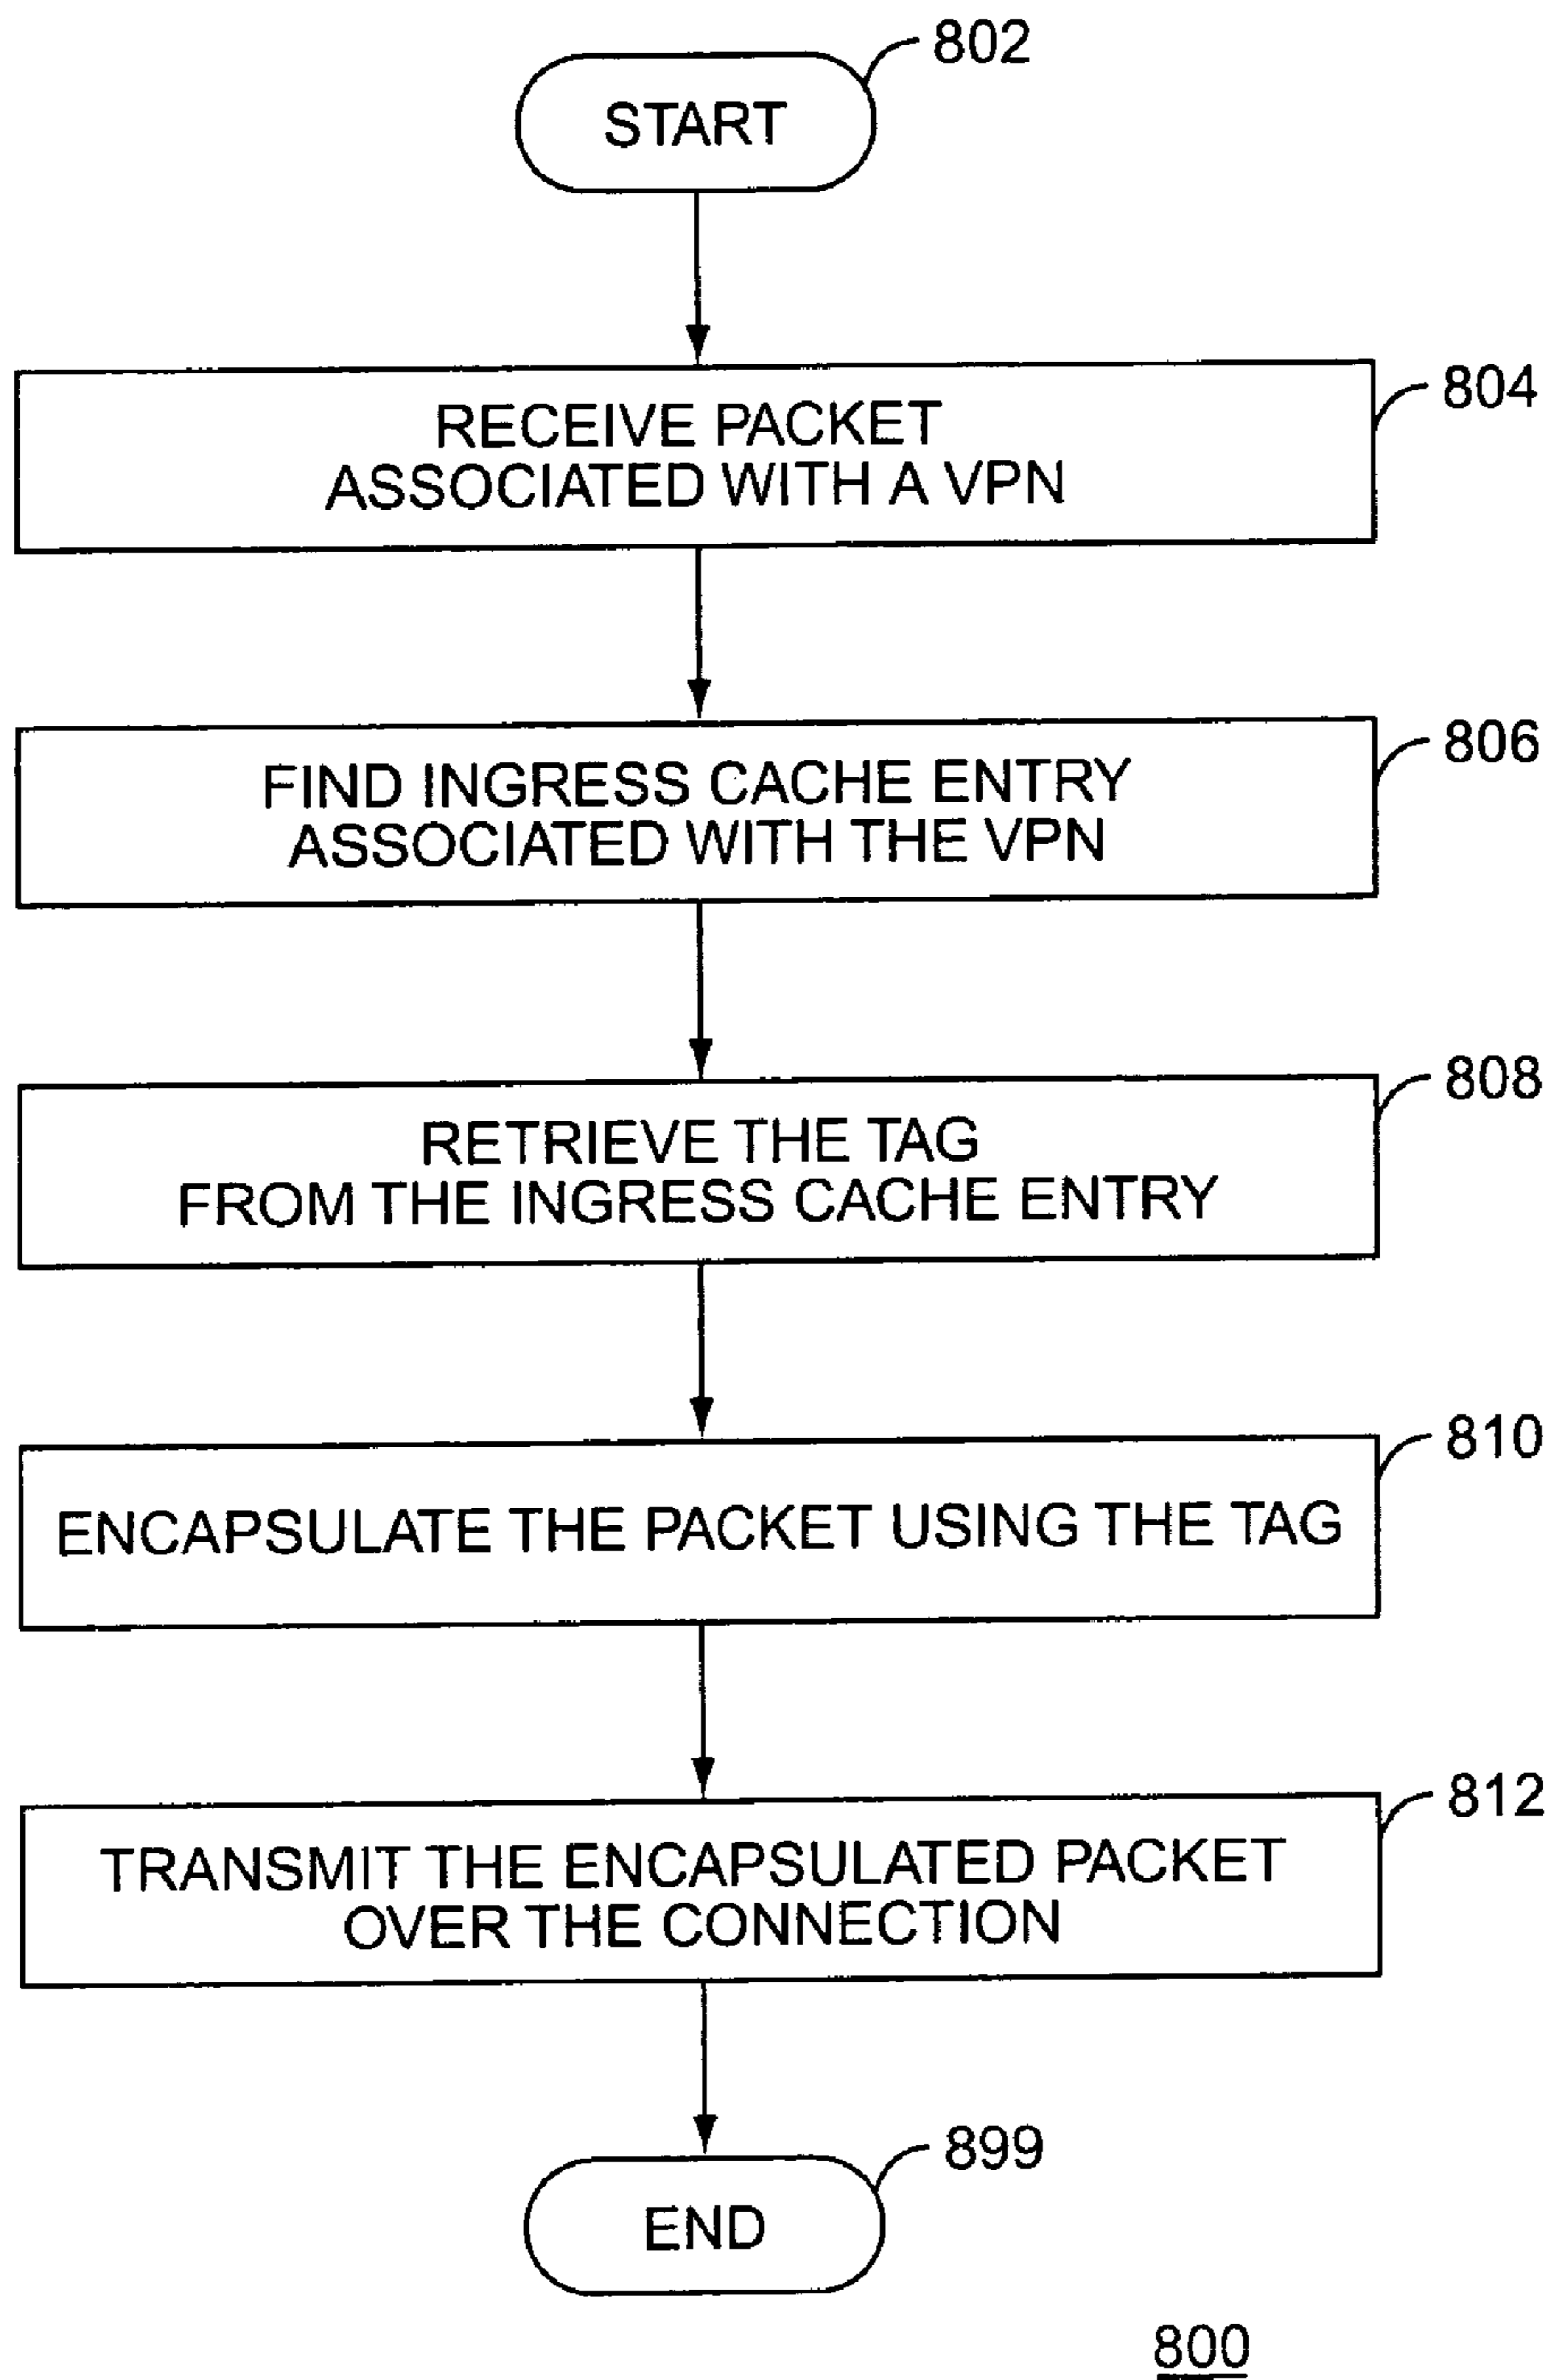 802
START
804
RECEIVE PACKET
ASSOCIATED WITH A VPN
806
FIND INGRESS CACHE ENTRY
ASSOCIATED WITH THE VPN
808
RETRIEVE THE TAG
FROM THE INGRESS CACHE ENTRY
810
ENCAPSULATE THE PACKET USING THE TAG
812
TRANSMIT THE ENCAPSULATED PACKET
OVER THE CONNECTION
899
END
800